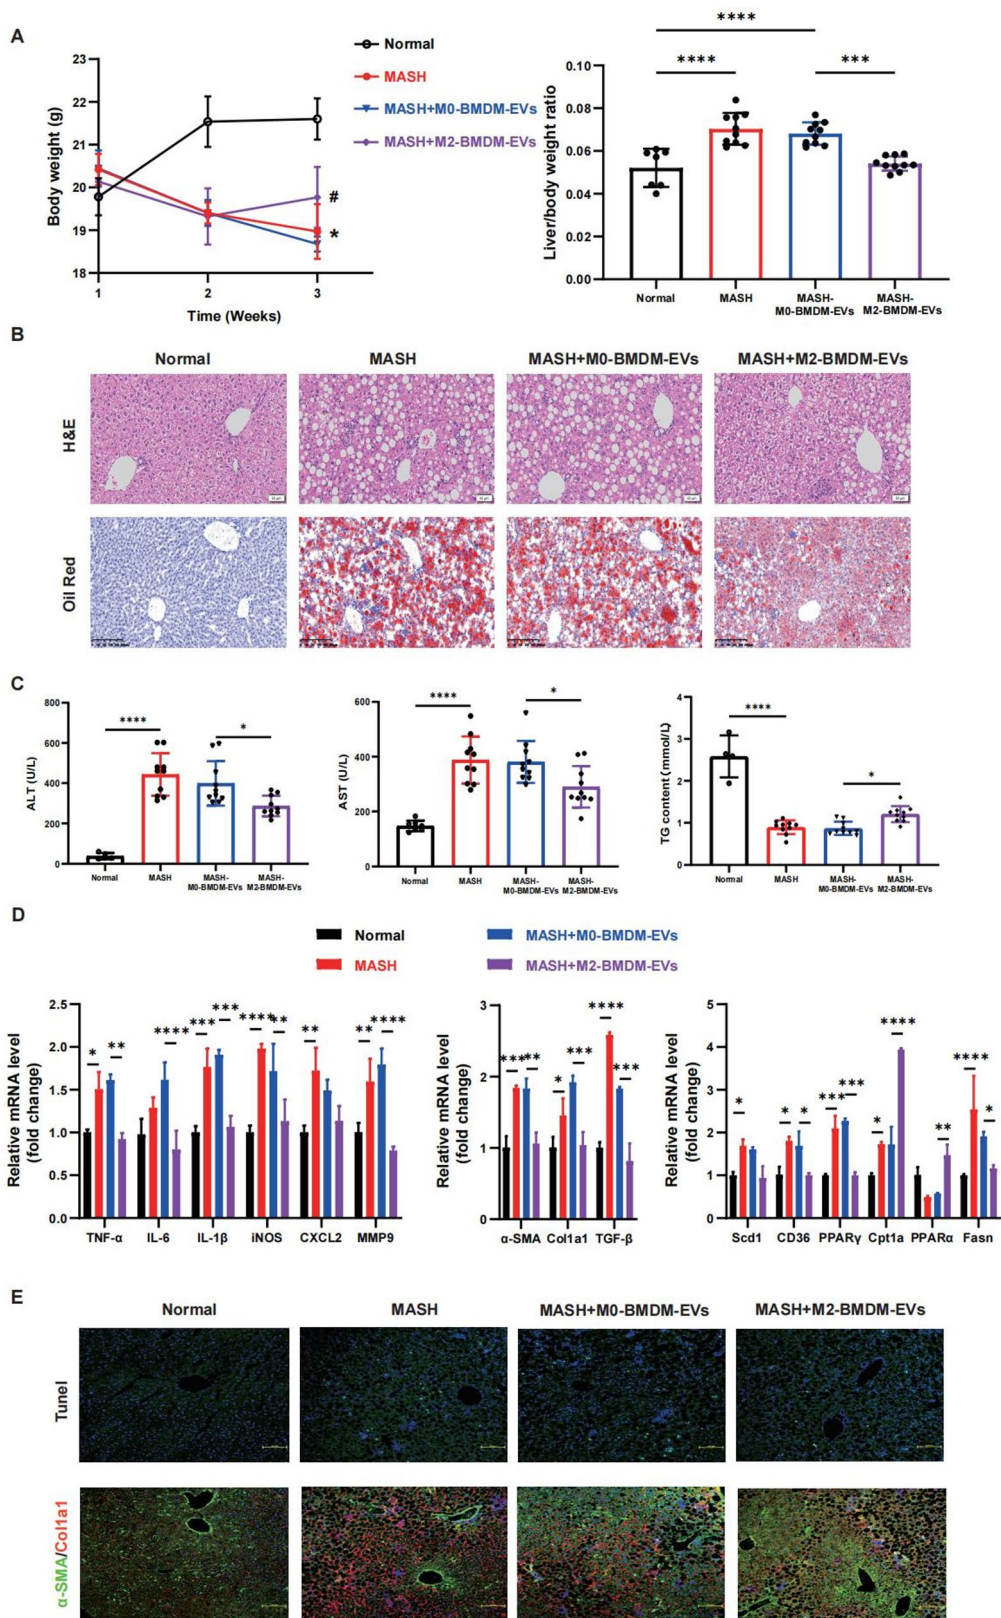 A
Normal
MASH
MASH+M0-BMDM-EVs
MASH+M2-BMDM-EVs
Body weight (g)
23
22
21
20
19
18
#
*
1
2
3
Time (Weeks)
Liver/body weight ratio
0.10
0.08
0.06
0.04
0.02
0.00
****
****
***
Normal
MASH
MASH-
M0-BMDM-EVs
MASH-
M2-BMDM-EVs
B
Normal
MASH
MASH+M0-BMDM-EVs
MASH+M2-BMDM-EVs
H&E
Oil Red
C
ALT (U/L)
800
600
400
200
0
****
*
Normal
MASH
MASH-
M0-BMDM-EVs
MASH-
M2-BMDM-EVs
AST (U/L)
600
400
200
0
****
*
Normal
MASH
MASH-
M0-BMDM-EVs
MASH-
M2-BMDM-EVs
TG content (mmol/L)
4
3
2
1
0
****
*
Normal
MASH
MASH-
M0-BMDM-EVs
MASH-
M2-BMDM-EVs
D
Normal
MASH
MASH+M0-BMDM-EVs
MASH+M2-BMDM-EVs
Relative mRNA level
(fold change)
2.5
2.0
1.5
1.0
0.5
0.0
* ** **** *** *** **** ** ** ** ****
TNF-α IL-6 IL-1β iNOS CXCL2 MMP9
Relative mRNA level
(fold change)
3
2
1
0
*** ** * *** **** ***
α-SMA Col1a1 TGF-β
Relative mRNA level
(fold change)
5
4
3
2
1
0
* * * *** *** * **** ** **** *
Scd1 CD36 PPARγ Cpt1a PPARα Fasn
E
Normal
MASH
MASH+M0-BMDM-EVs
MASH+M2-BMDM-EVs
Tunel
α-SMA/Col1a1